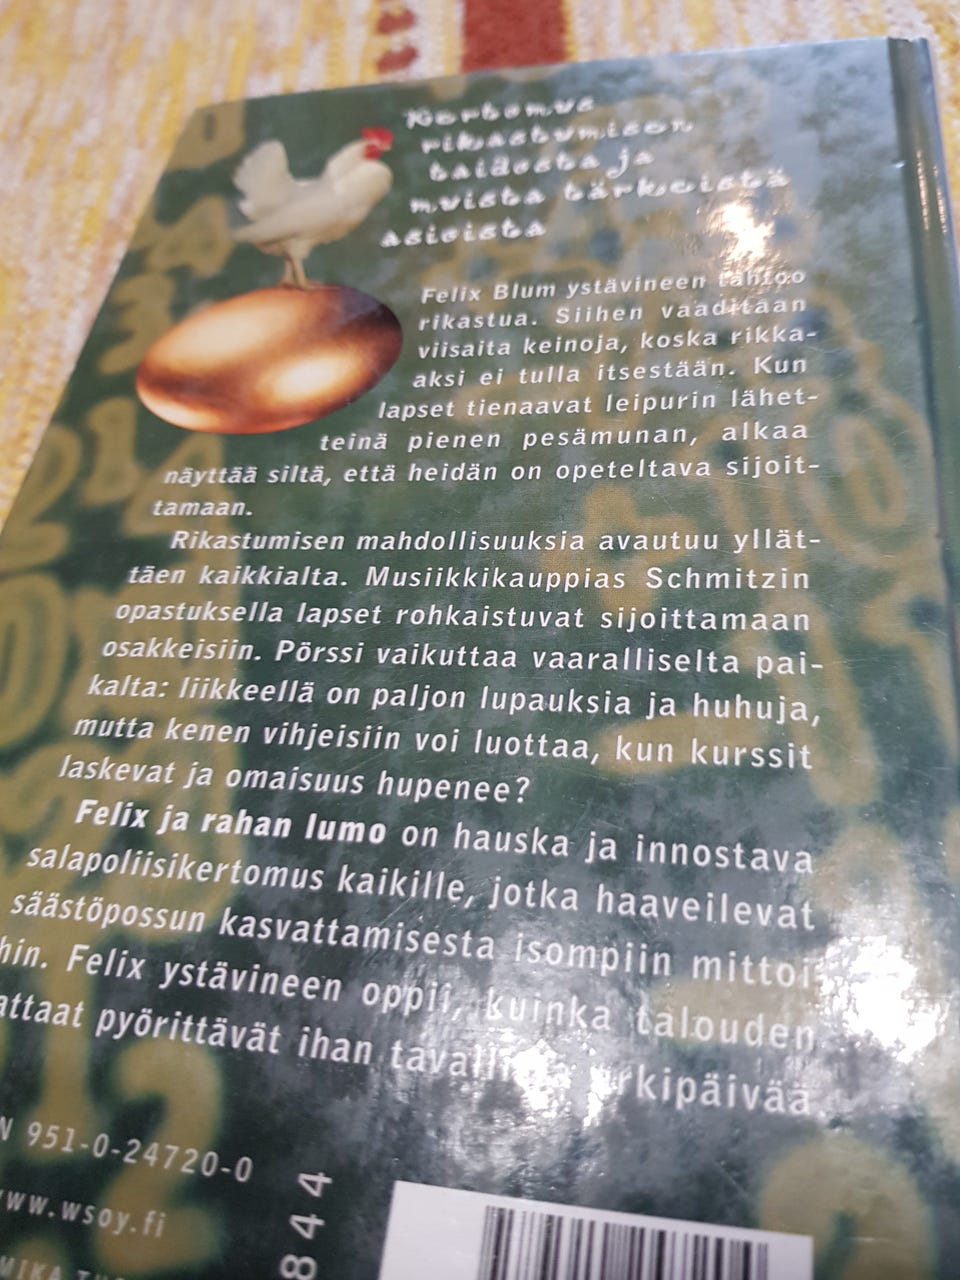 Kertomus
rikastumisen
taidosta ja
muista tärkeistä
asioista
Felix Blum ystävineen tahtoo
rikastua. Siihen vaaditaan
viisaita keinoja, koska rikka-
aksi ei tulla itsestään. Kun
lapset tienaavat leipurin lähet-
teinä pienen pesämunan, alkaa
näyttää siltä, että heidän on opeteltava sijoit-
tamaan.
Rikastumisen mahdollisuuksia avautuu yllät-
täen kaikkialta. Musiikkikauppias Schmitzin
opastuksella lapset rohkaistuvat sijoittamaan
osakkeisiin. Pörssi vaikuttaa vaaralliselta pai-
kalta: liikkeellä on paljon lupauksia ja huhuja,
mutta kenen vihjeisiin voi luottaa, kun kurssit
laskevat ja omaisuus hupenee?
Felix ja rahan lumo on hauska ja innostava
salapoliisikertomus kaikille, jotka haaveilevat
säästöpossun kasvattamisesta isompiin mittoi-
hin. Felix ystävineen oppii, kuinka talouden
attaat pyörittävät ihan arkipäivää.
N 951-0-24720-0
www.wsoy.fi
MIKA
844